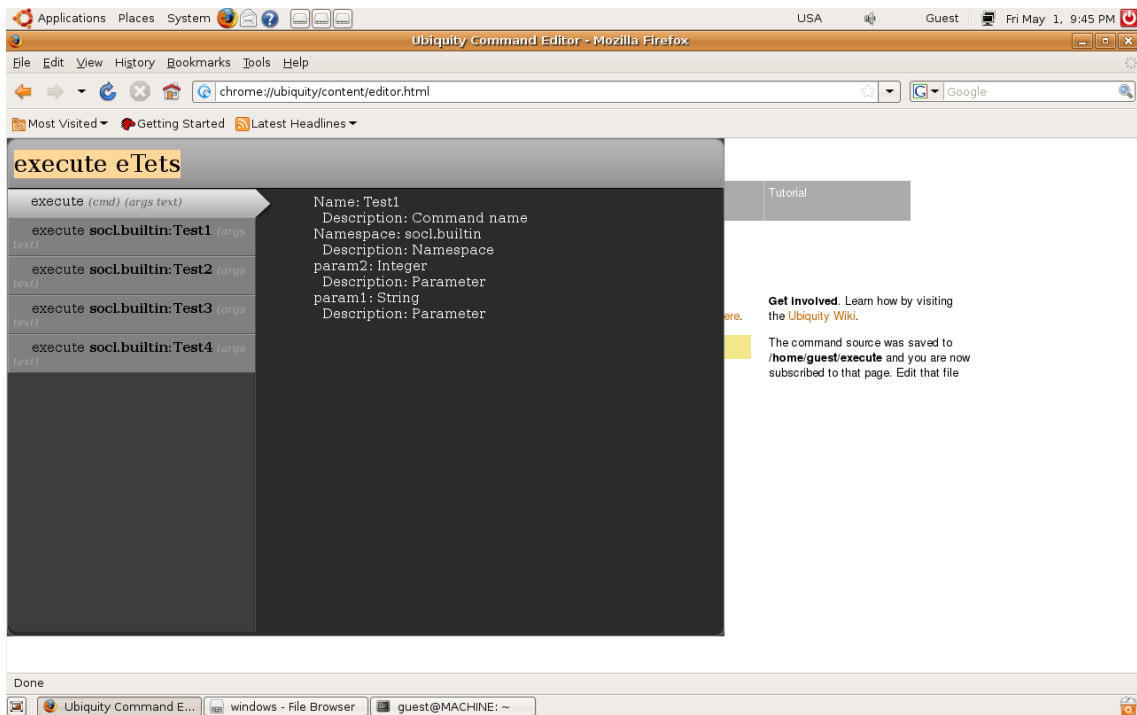 Applications Places System USA Guest Fri May 1, 9:45 PM
Ubiquity Command Editor - Mozilla Firefox
File Edit View History Bookmarks Tools Help
chrome://ubiquity/content/editor.html
G Google
Most Visited Getting Started Latest Headlines
execute eTets
execute (cmd) (args text)
execute socl.builtin:Test1 (args
text)
execute socl.builtin:Test2 (args
text)
execute socl.builtin:Test3 (args
text)
execute socl.builtin:Test4 (args
text)
Name: Test1
Description: Command name
Namespace: socl.builtin
Description: Namespace
param2: Integer
Description: Parameter
param1: String
Description: Parameter
Tutorial
ere.
Get involved. Learn how by visiting
the Ubiquity Wiki.
The command source was saved to
/home/guest/execute and you are now
subscribed to that page. Edit that file
Done
Ubiquity Command E... windows - File Browser guest@MACHINE: ~